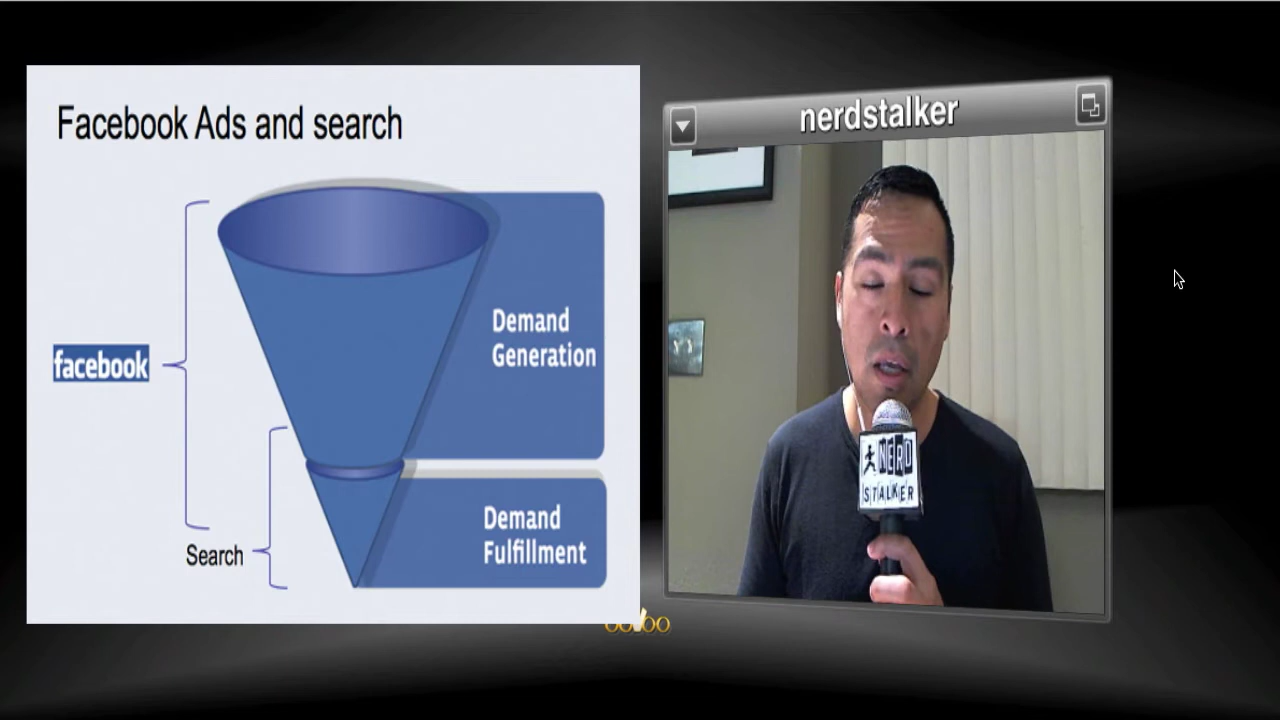 Facebook Ads and search
facebook
Demand
Generation
Search
Demand
Fulfillment
nerdstalker
NERD
STALKER